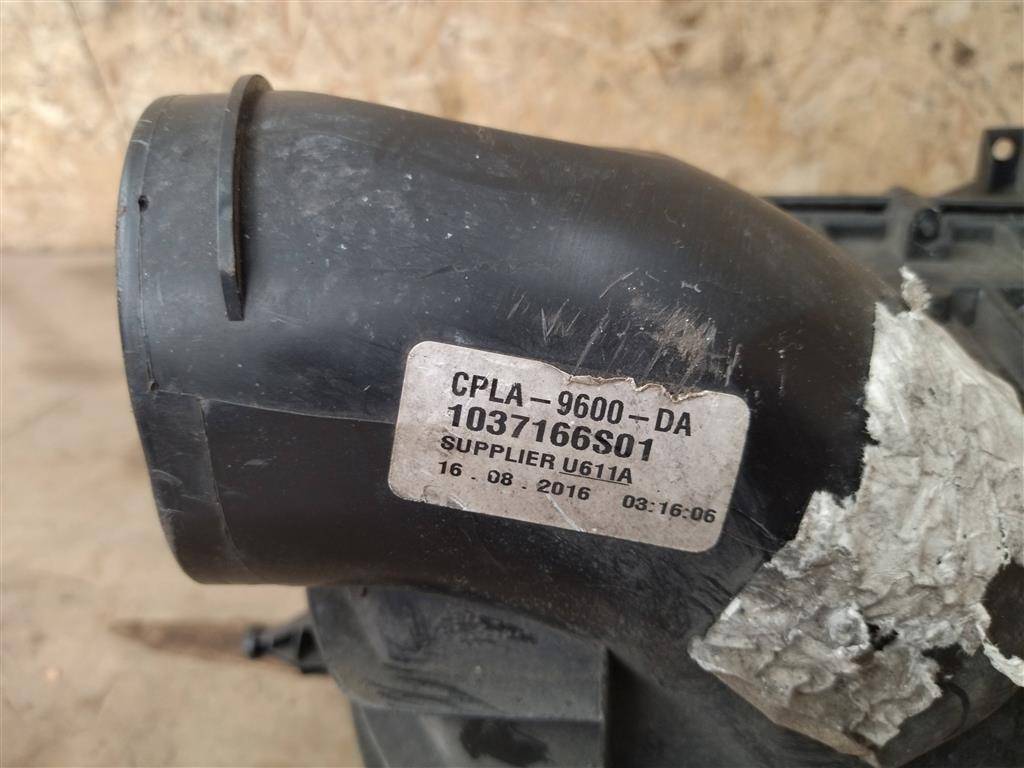 CPLA-9600-DA
1037166S01
SUPPLIER U611A
16 . 08 . 2016 03:16:06